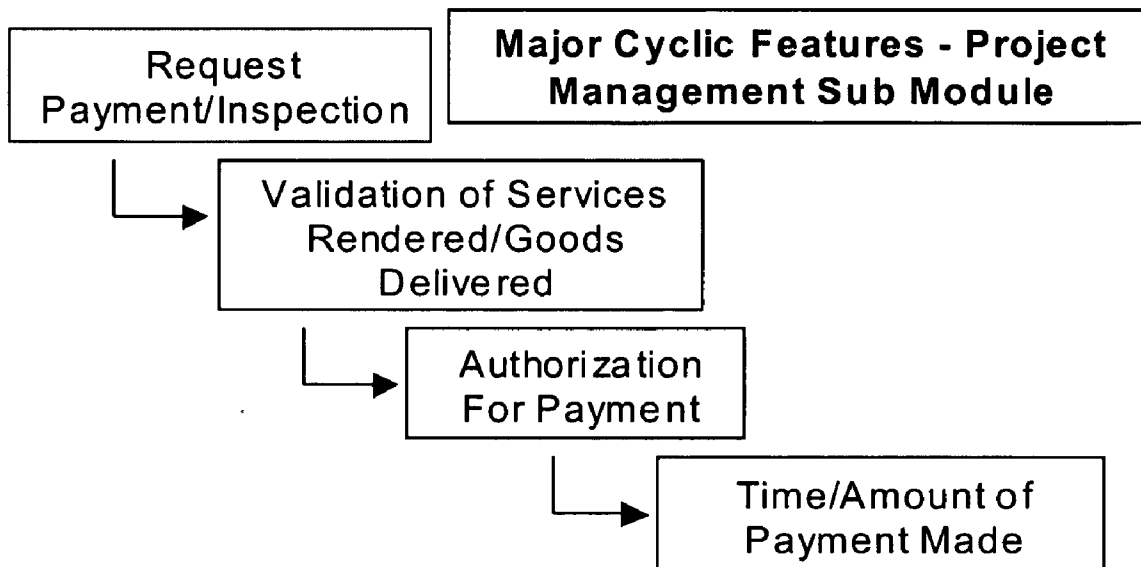 Request
Payment/Inspection
Major Cyclic Features - Project
Management Sub Module
Validation of Services
Rendered/Goods
Delivered
Authorization
For Payment
Time/Amount of
Payment Made